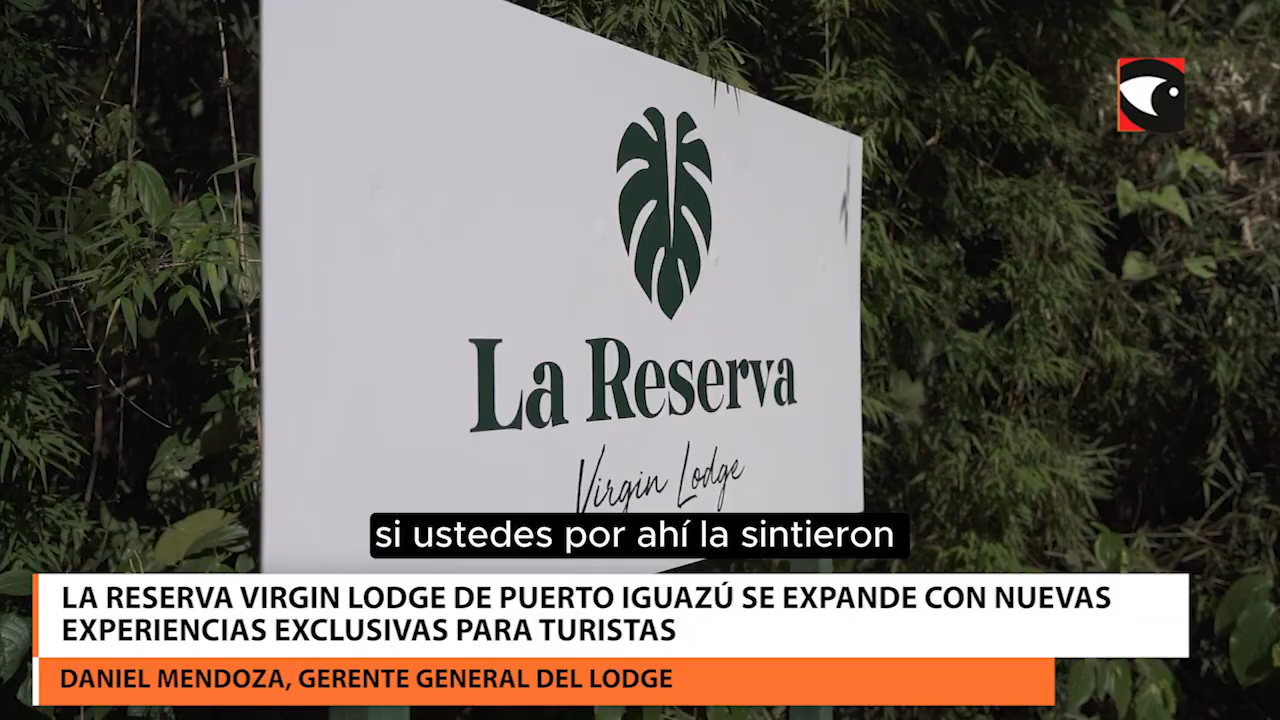 La Reserva
Virgin Lodge
si ustedes por ahí la sintieron
LA RESERVA VIRGIN LODGE DE PUERTO IGUAZÚ SE EXPANDE CON NUEVAS
EXPERIENCIAS EXCLUSIVAS PARA TURISTAS
DANIEL MENDOZA, GERENTE GENERAL DEL LODGE